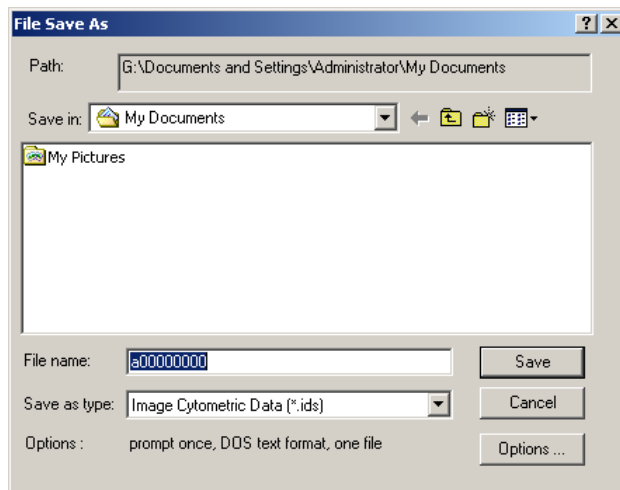 File Save As
Path: G:\Documents and Settings\Administrator\My Documents
Save in: My Documents
My Pictures
File name: a00000000 Save
Save as type: Image Cytometric Data (*.ids) Cancel
Options : prompt once, DOS text format, one file Options ...